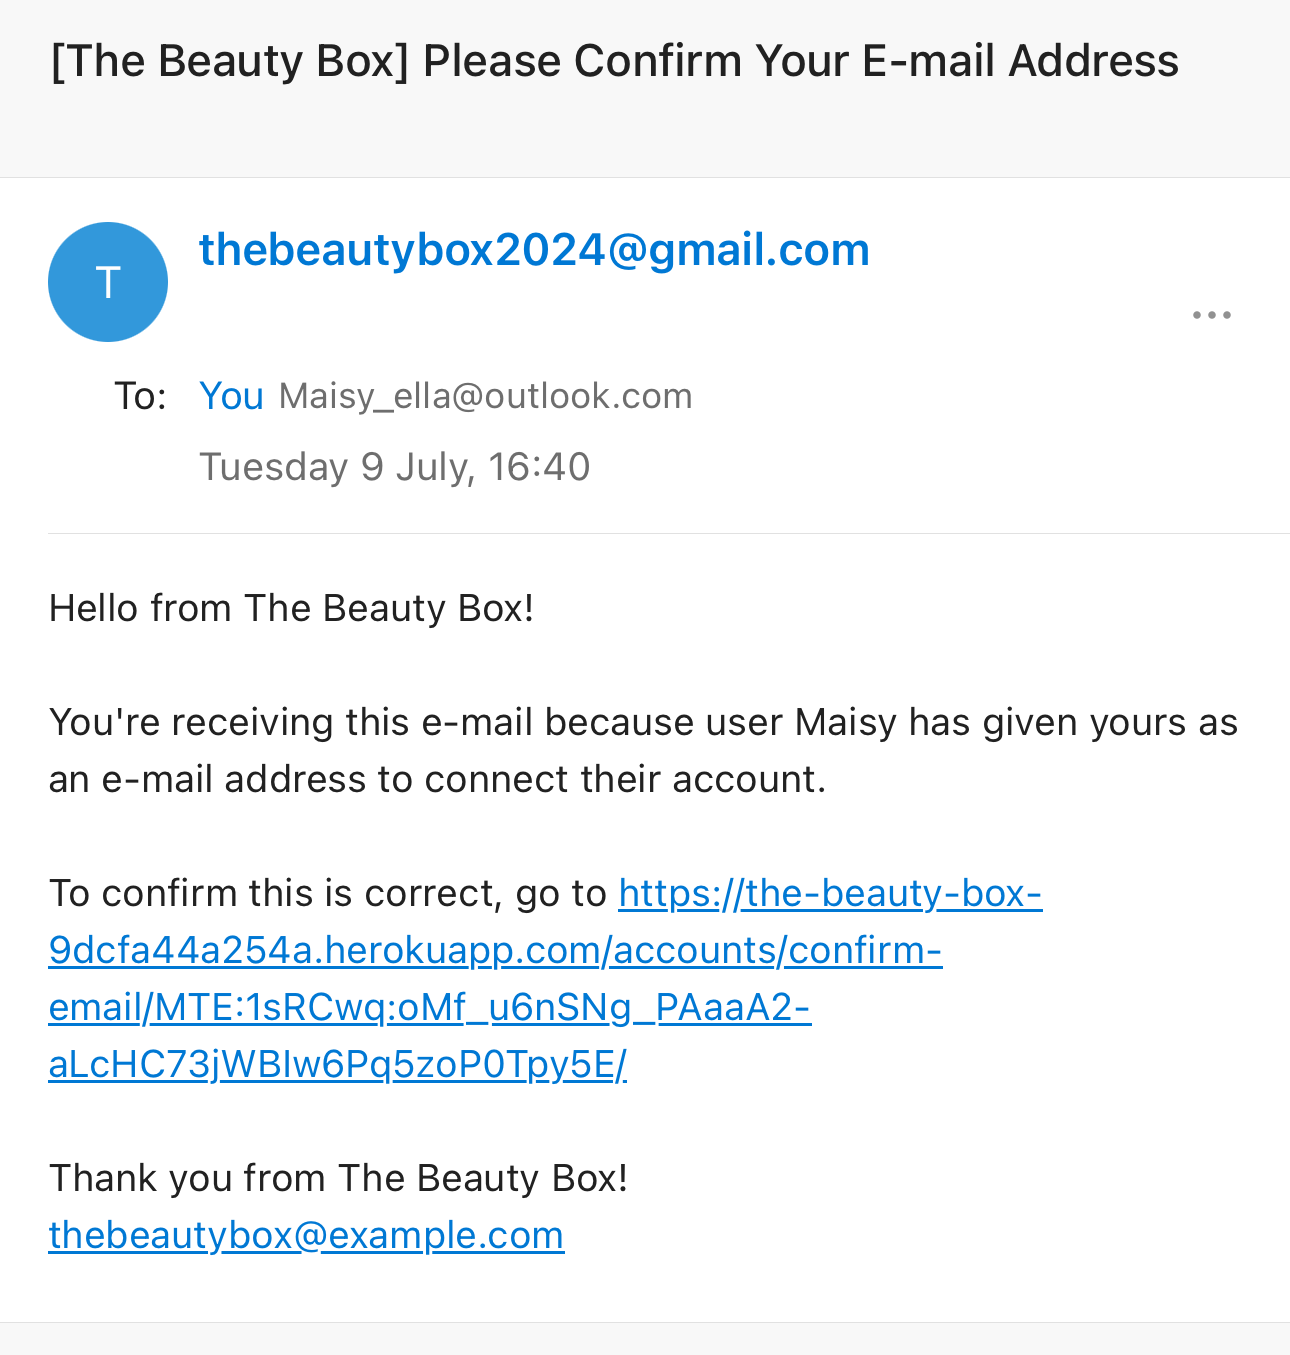 [The Beauty Box] Please Confirm Your E-mail Address
T
thebeautybox2024@gmail.com
To: You Maisy_ella@outlook.com
Tuesday 9 July, 16:40
Hello from The Beauty Box!
You're receiving this e-mail because user Maisy has given yours as
an e-mail address to connect their account.
To confirm this is correct, go to https://the-beauty-box-
9dcfa44a254a.herokuapp.com/accounts/confirm-
email/MTE:1sRCwq:oMf_u6nSNg_PAaaA2-
aLcHC73jWBIw6Pq5zoP0Tpy5E/
Thank you from The Beauty Box!
thebeautybox@example.com